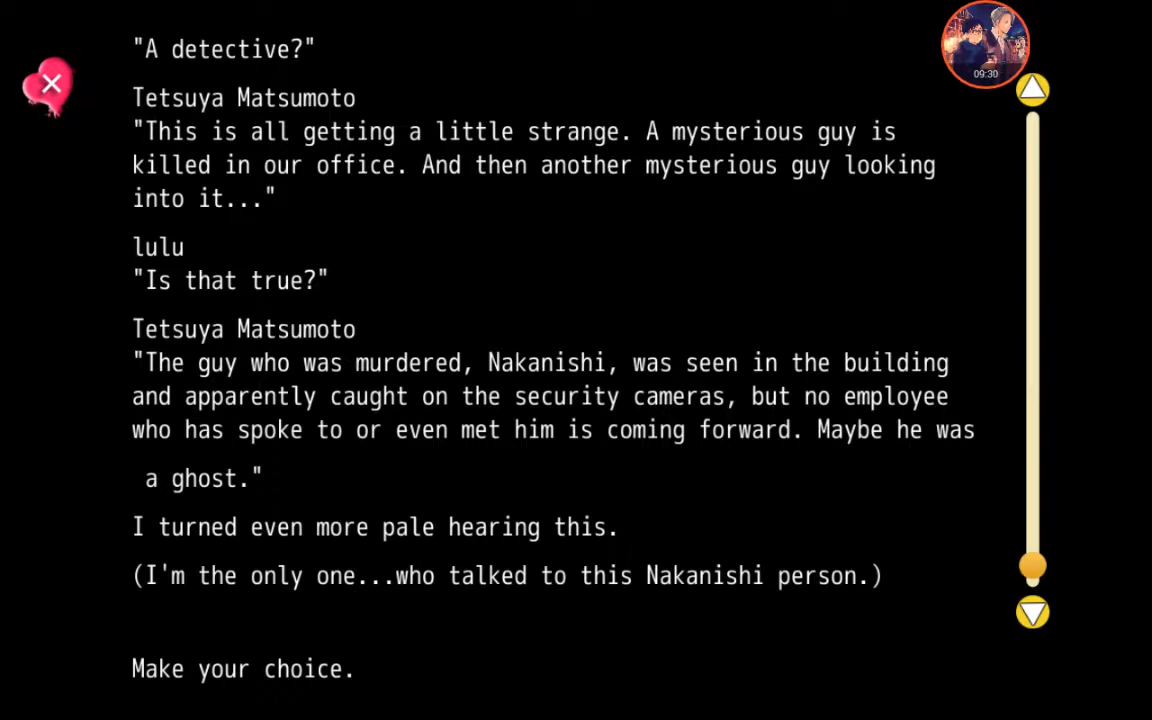 "A detective?"
09:30
Tetsuya Matsumoto
"This is all getting a little strange. A mysterious guy is
killed in our office. And then another mysterious guy looking
into it..."
lulu
"Is that true?"
Tetsuya Matsumoto
"The guy who was murdered, Nakanishi, was seen in the building
and apparently caught on the security cameras, but no employee
who has spoke to or even met him is coming forward. Maybe he was
a ghost."
I turned even more pale hearing this.
(I'm the only one...who talked to this Nakanishi person.)
Make your choice.